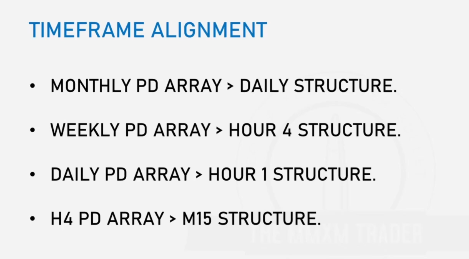 TIMEFRAME ALIGNMENT
• MONTHLY PD ARRAY > DAILY STRUCTURE.
• WEEKLY PD ARRAY > HOUR 4 STRUCTURE.
• DAILY PD ARRAY > HOUR 1 STRUCTURE.
• H4 PD ARRAY > M15 STRUCTURE.